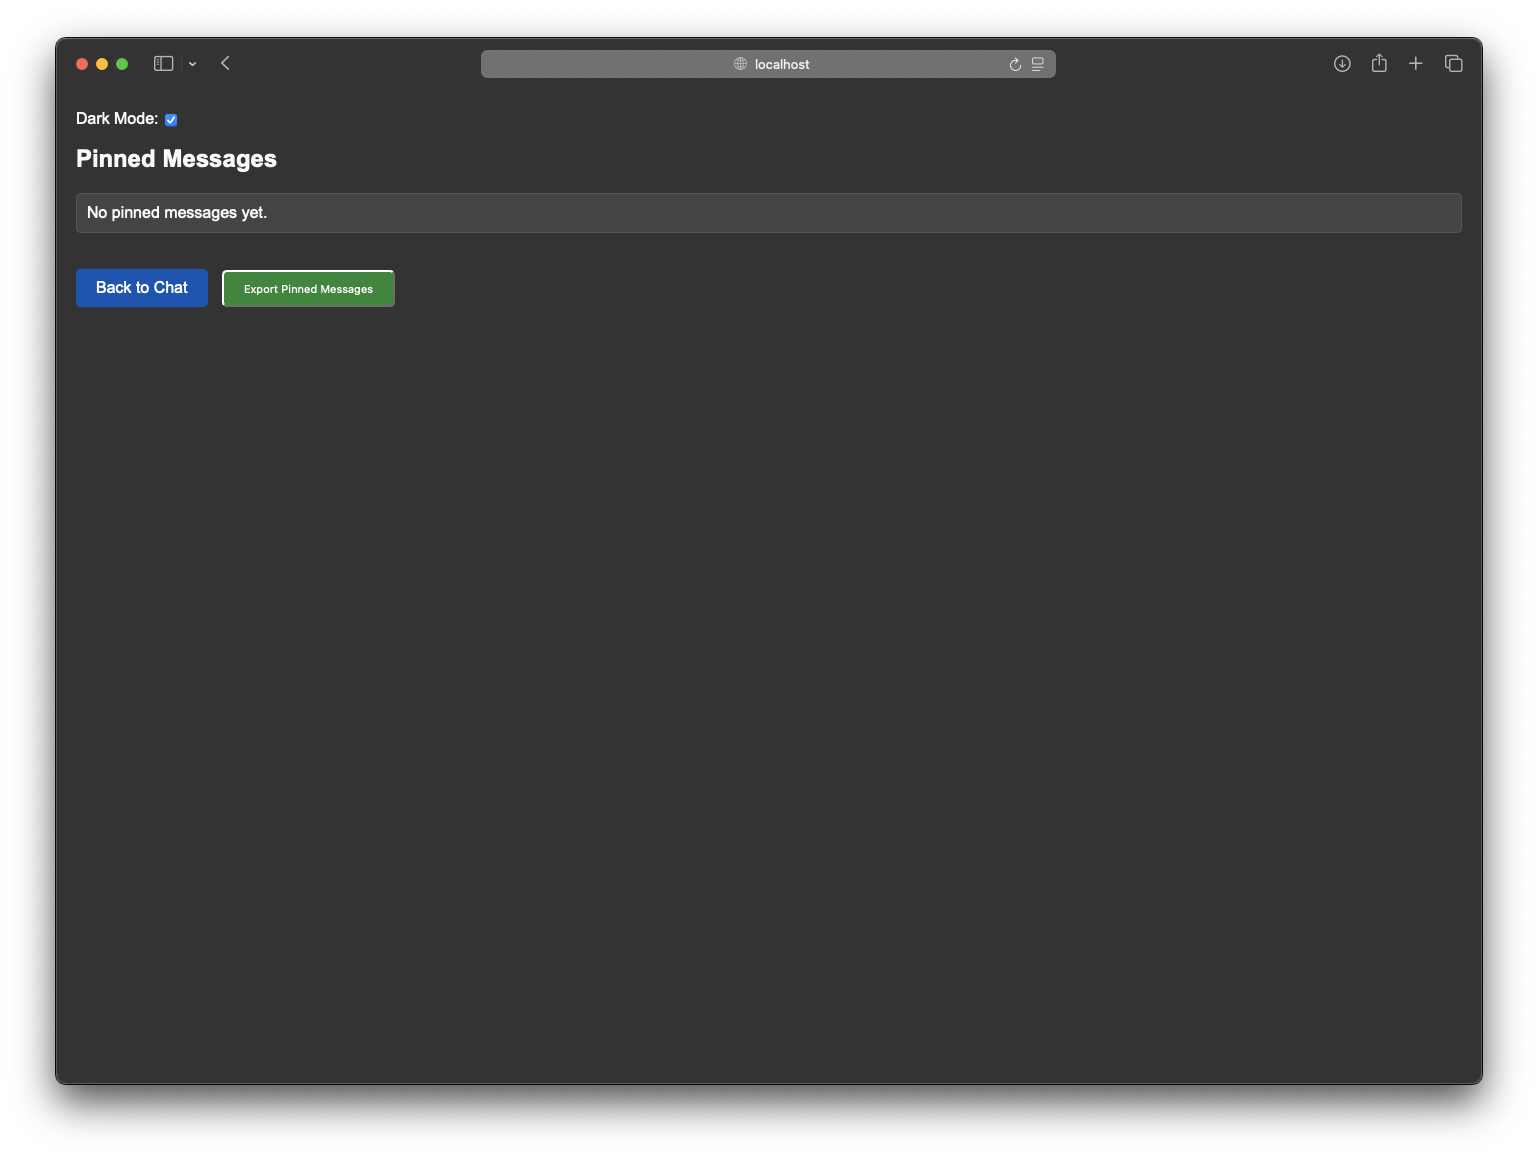 localhost
Dark Mode:
Pinned Messages
No pinned messages yet.
Back to Chat
Export Pinned Messages